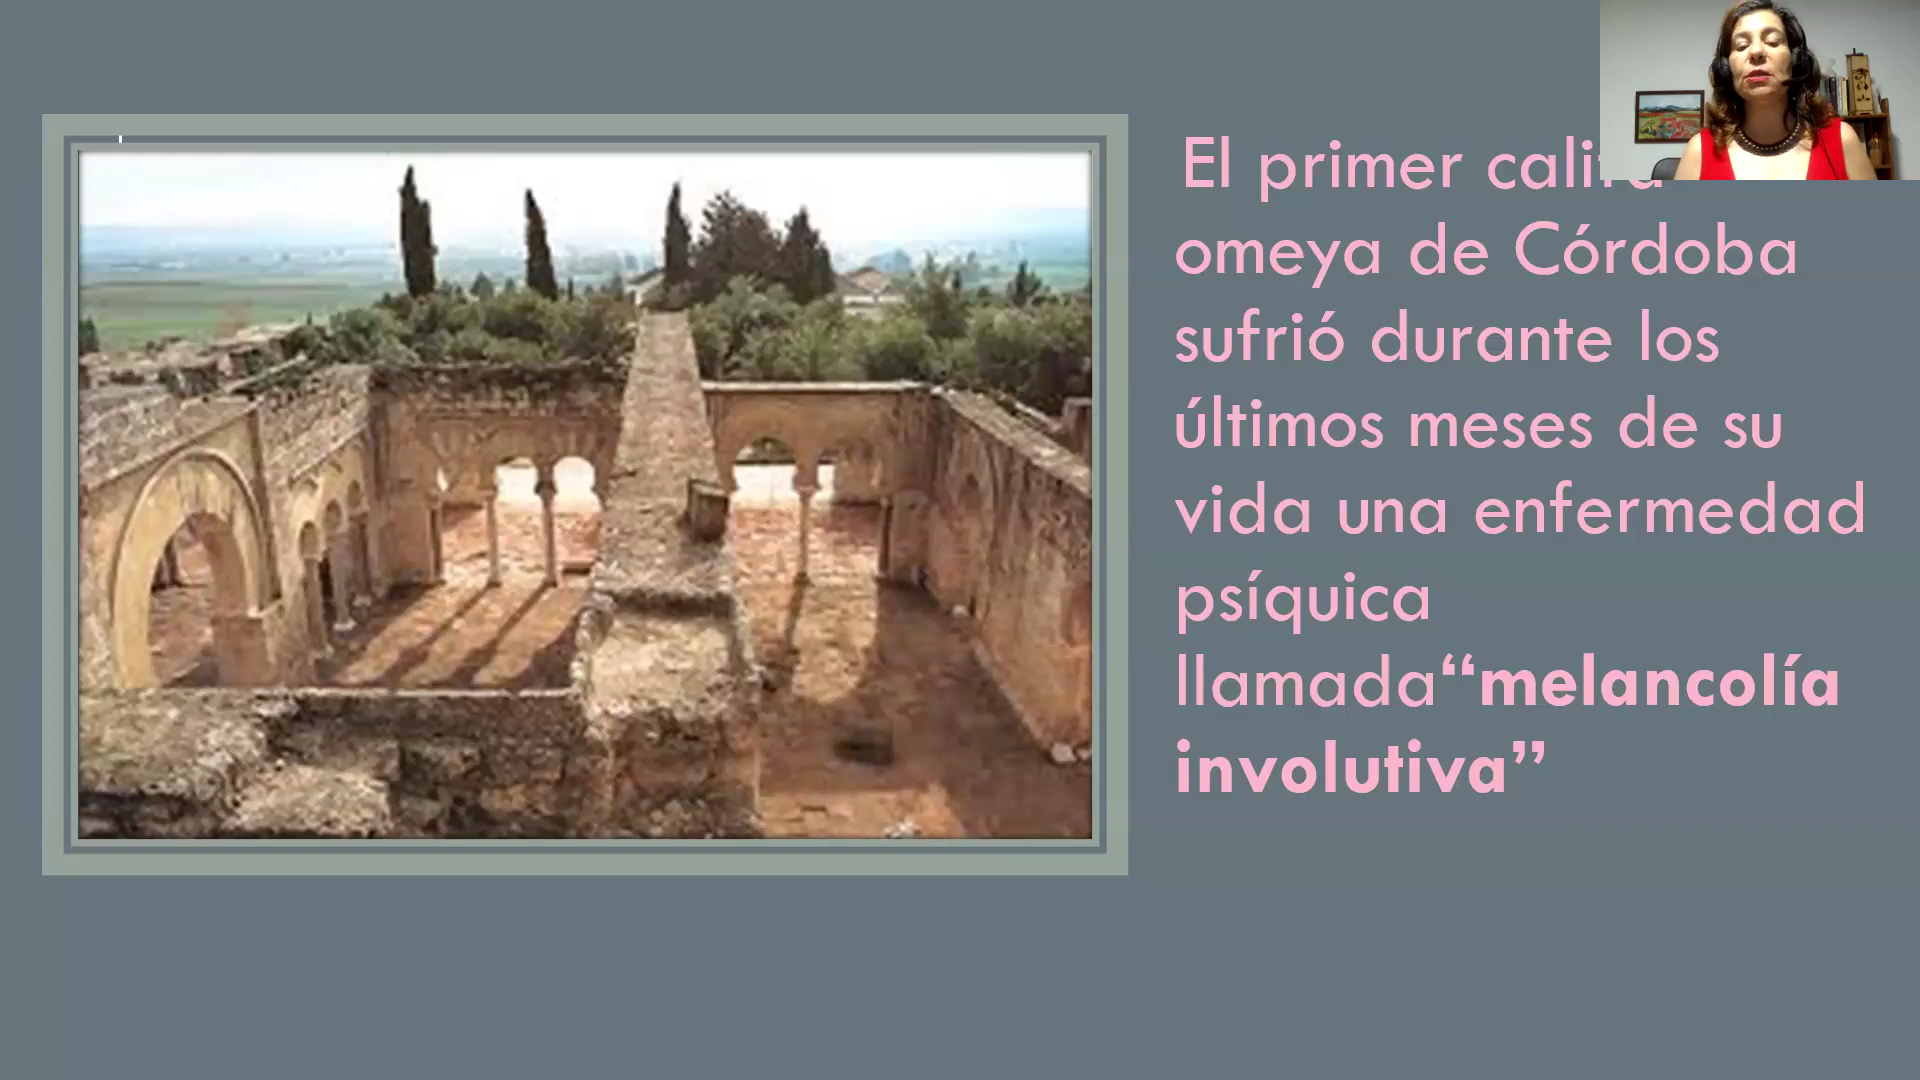 El primer califa
omeya de Córdoba
sufrió durante los
últimos meses de su
vida una enfermedad
psíquica
llamada“melancolía
involutiva”